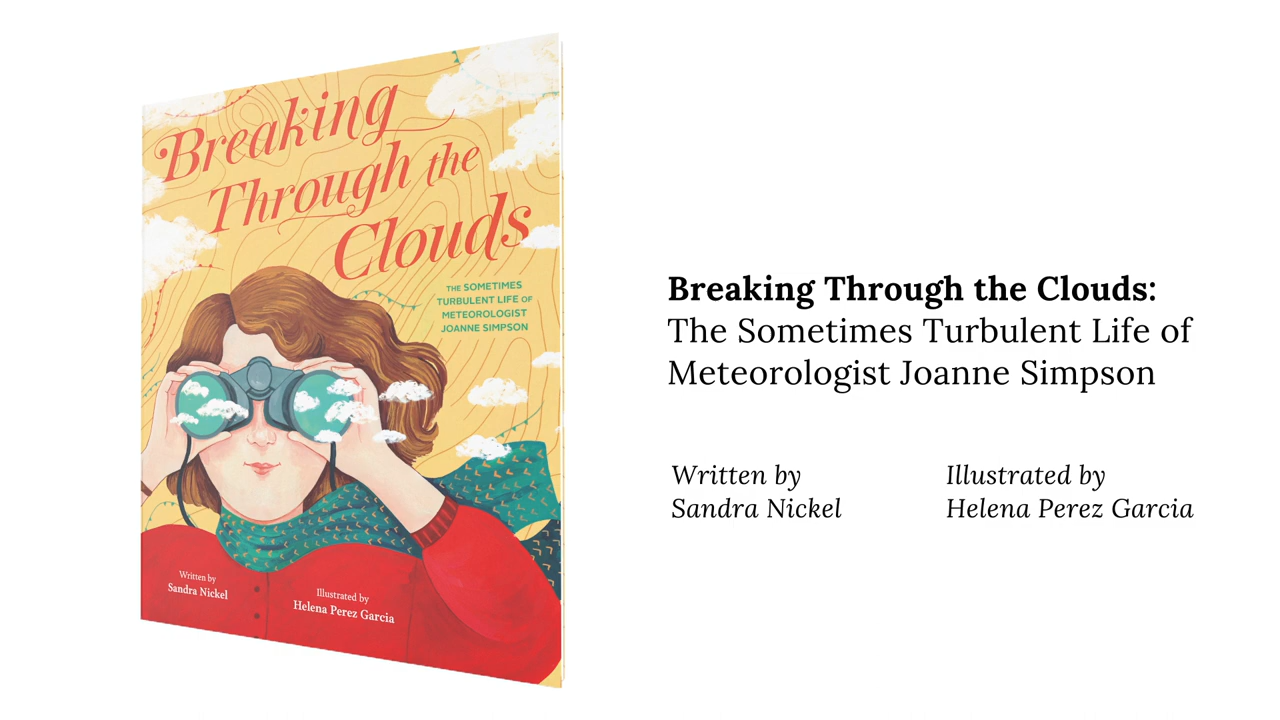 Breaking
Through the
Clouds
THE SOMETIMES
TURBULENT LIFE OF
METEOROLOGIST
JOANNE SIMPSON
Written by
Sandra Nickel
Illustrated by
Helena Perez Garcia
Breaking Through the Clouds:
The Sometimes Turbulent Life of
Meteorologist Joanne Simpson
Written by
Sandra Nickel
Illustrated by
Helena Perez Garcia